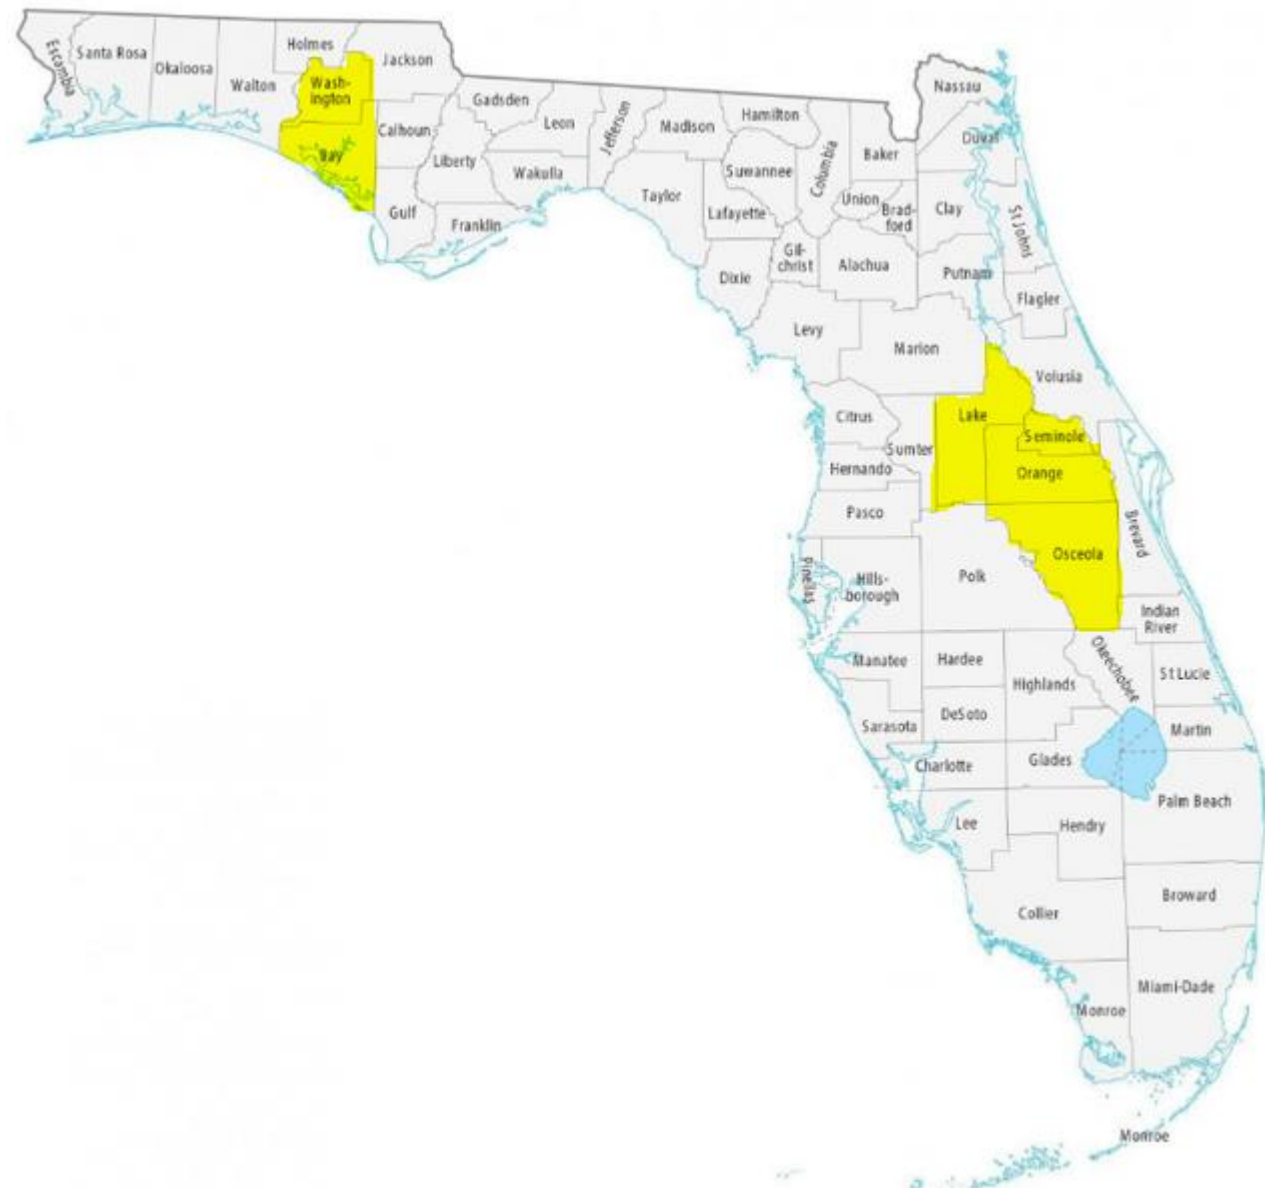 Escambia
Santa Rosa
Okaloosa
Walton
Holmes
Wash-
ington
Bay
Jackson
Calhoun
Gulf
Gadsden
Liberty
Franklin
Leon
Wakulla
Jefferson
Madison
Taylor
Hamilton
Suwannee
Lafayette
Columbia
Baker
Union
Brad-
ford
Nassau
Duval
Clay
St Johns
Dixie
Gil-
christ
Alachua
Putnam
Flagler
Levy
Marion
Volusia
Citrus
Sumter
Lake
Seminole
Hernando
Orange
Pasco
Brevard
Osceola
Pinellas
Hills-
borough
Polk
Indian
River
Manatee
Hardee
Highlands
Okeechobee
St Lucie
Sarasota
DeSoto
Martin
Charlotte
Glades
Palm Beach
Lee
Hendry
Broward
Collier
Miami-Dade
Monroe
Monroe